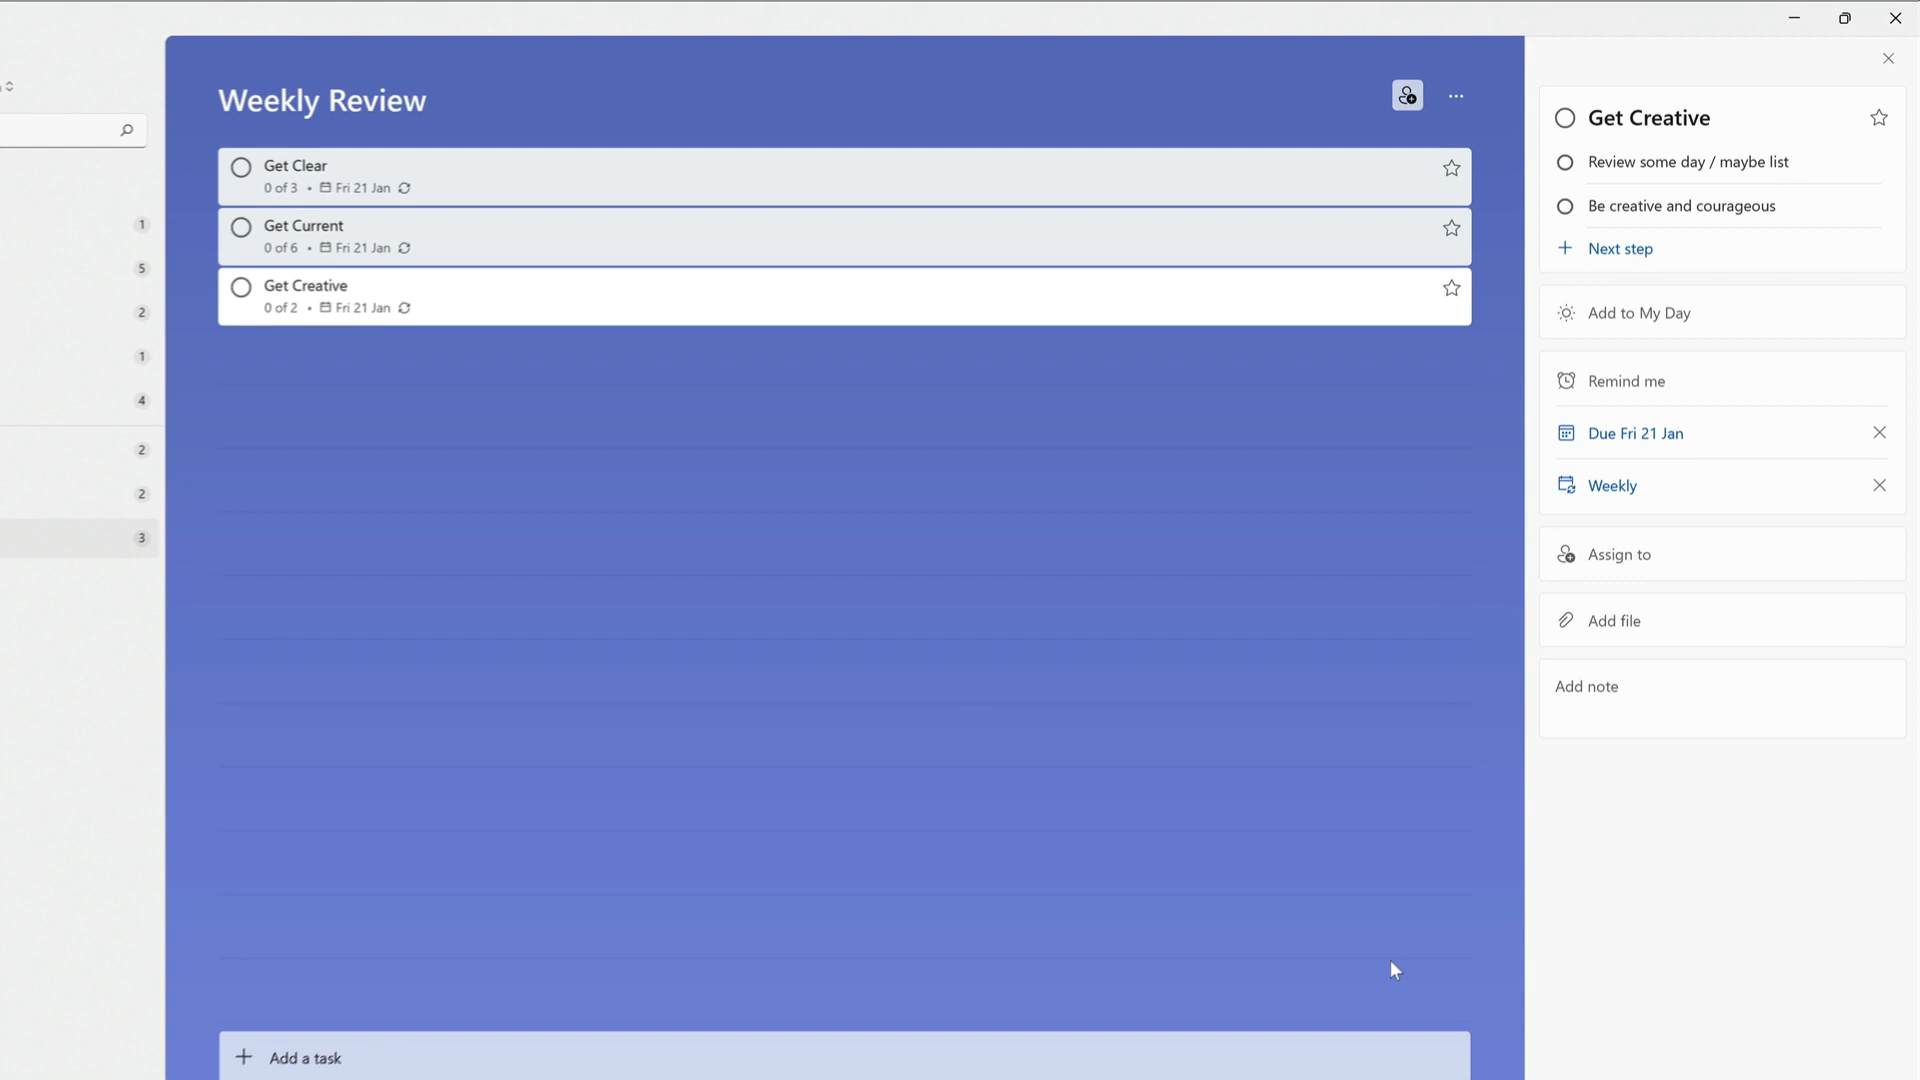 Weekly Review
Get Clear
0 of 3 • Fri 21 Jan
Get Current
0 of 6 • Fri 21 Jan
Get Creative
0 of 2 • Fri 21 Jan
Add a task
1
5
2
1
4
2
2
3
Get Creative
Review some day / maybe list
Be creative and courageous
Next step
Add to My Day
Remind me
Due Fri 21 Jan
Weekly
Assign to
Add file
Add note